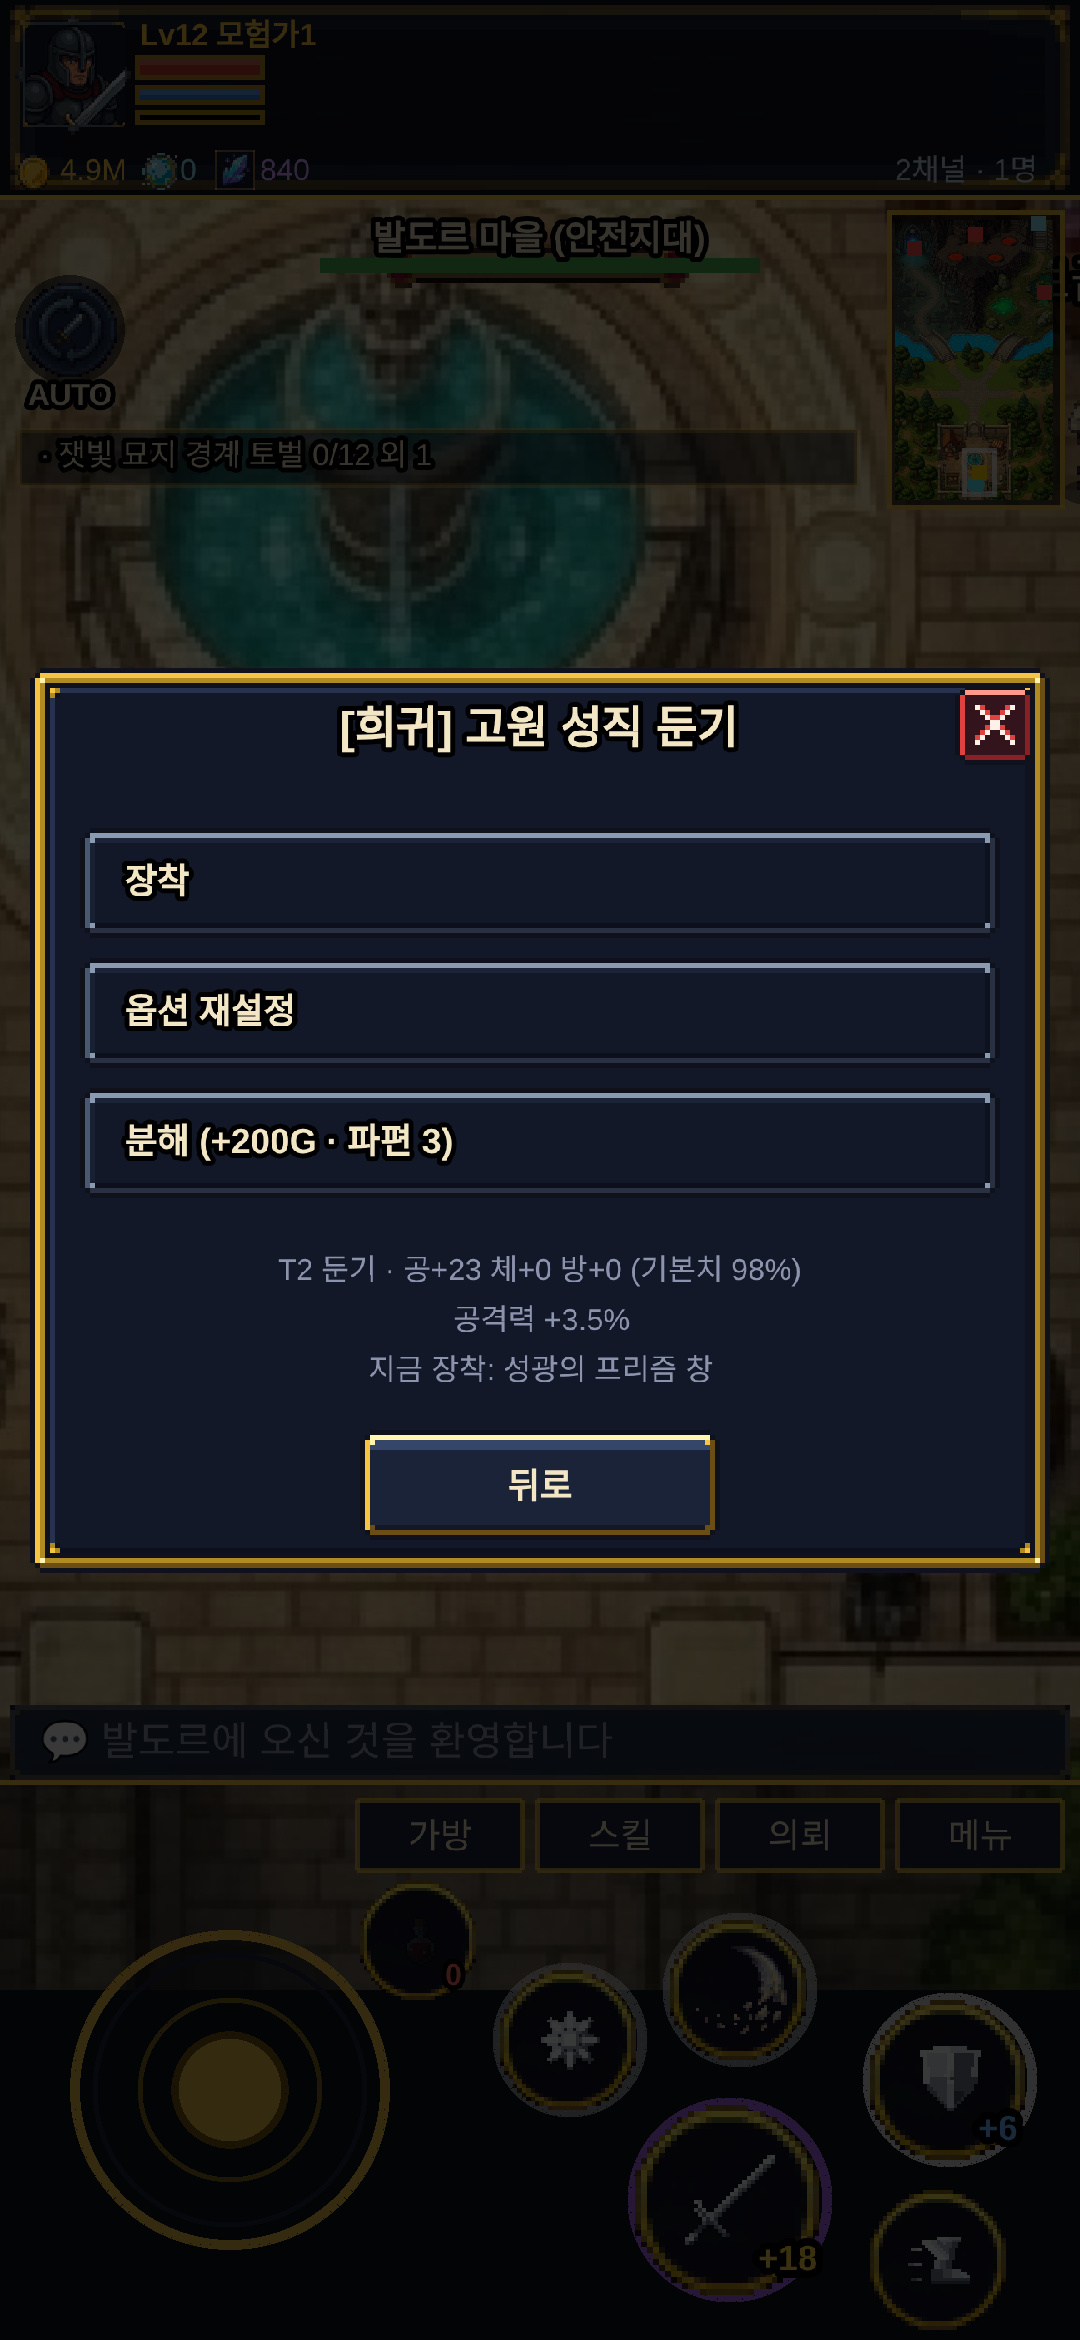 Lv12 모험가1
4.9M 0 840 2채널 · 1명
발도르 마을 (안전지대)
AUTO
· 잿빛 묘지 경계 토벌 0/12 외 1
[희귀] 고원 성직 둔기
장착
옵션 재설정
분해 (+200G · 파편 3)
T2 둔기 · 공+23 체+0 방+0 (기본치 98%)
공격력 +3.5%
지금 장착: 성광의 프리즘 창
뒤로
발도르에 오신 것을 환영합니다
가방 스킬 의뢰 메뉴
0
+6
+18